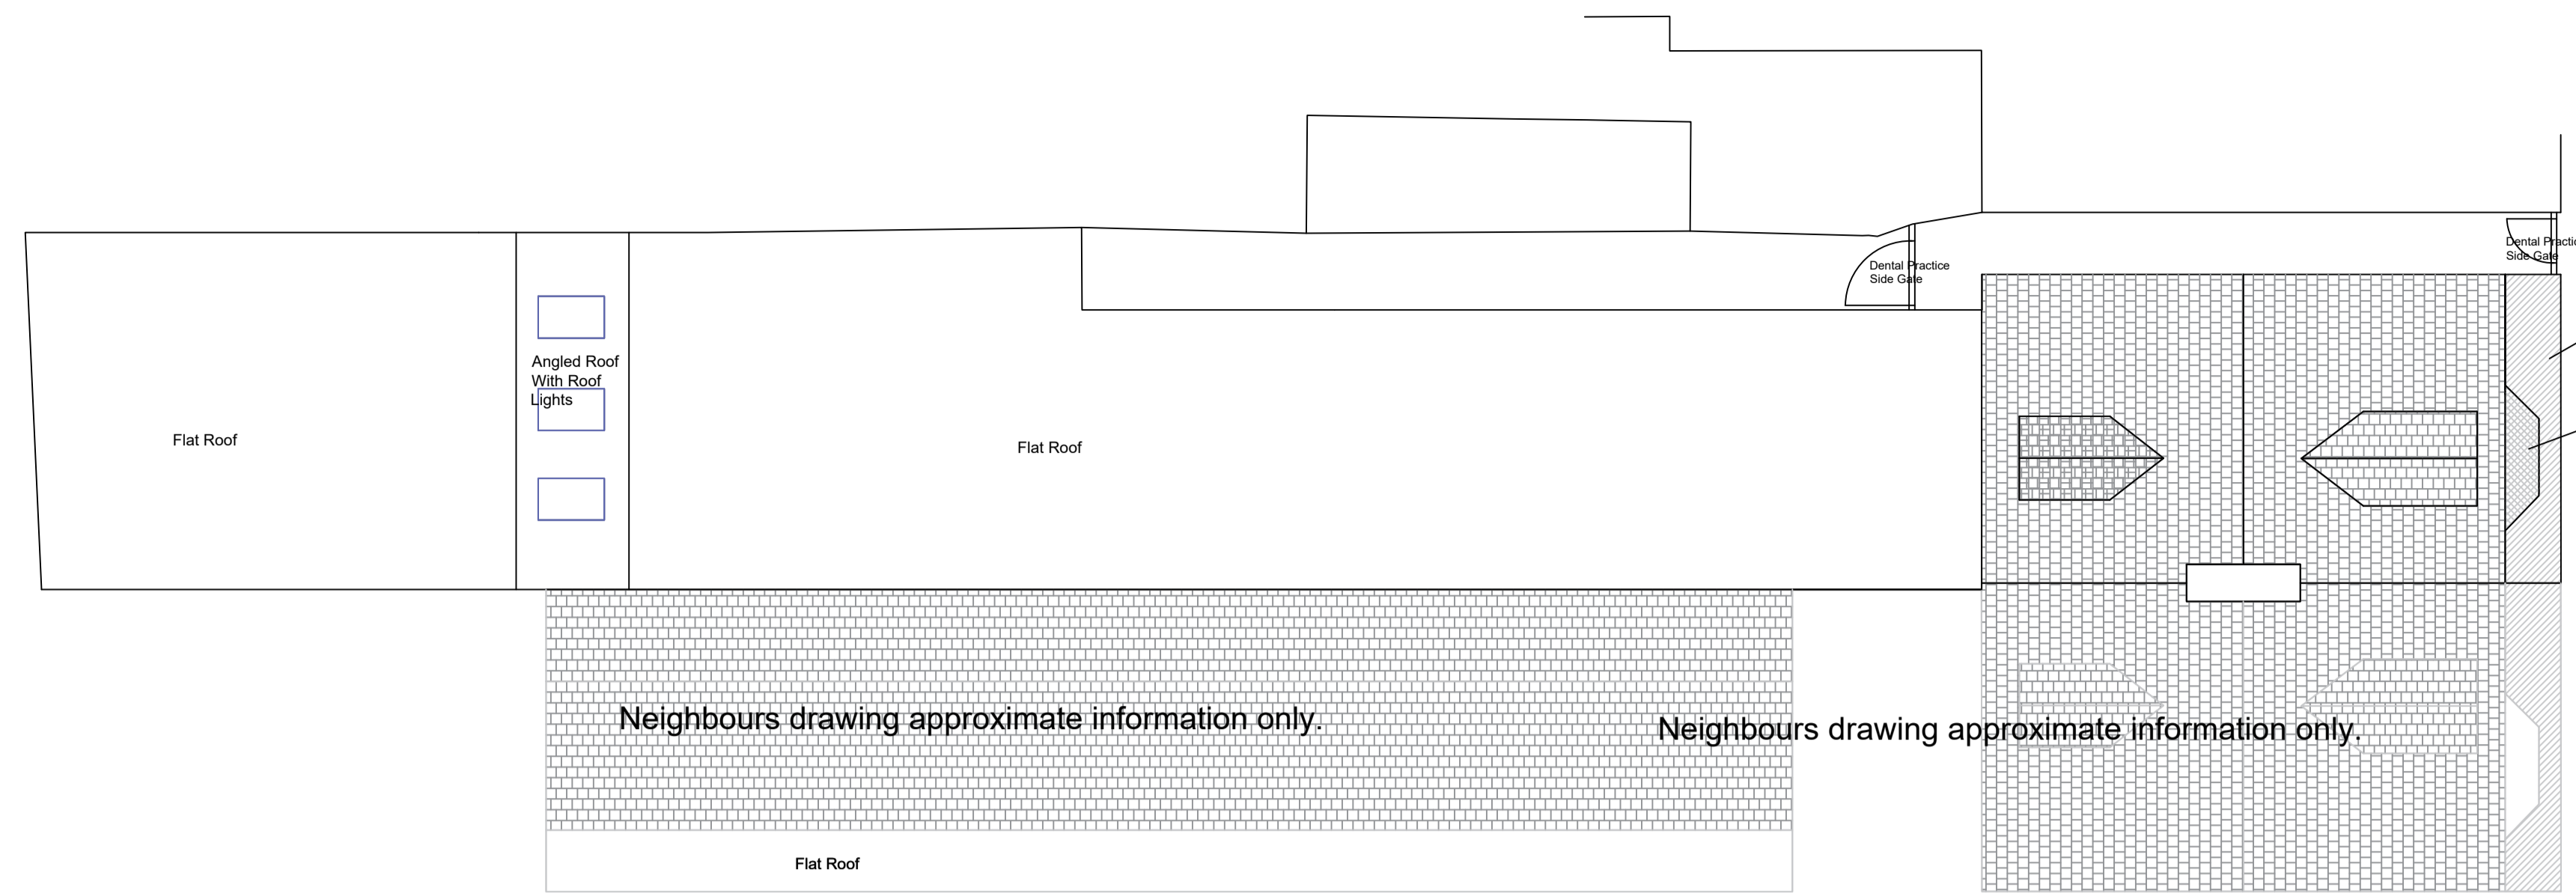 Dental Practice
Side Gate
Dental Practic
Side Gate
Angled Roof
With Roof
Lights
Flat Roof
Flat Roof
Neighbours drawing approximate information only.
Neighbours drawing approximate information only.
Flat Roof